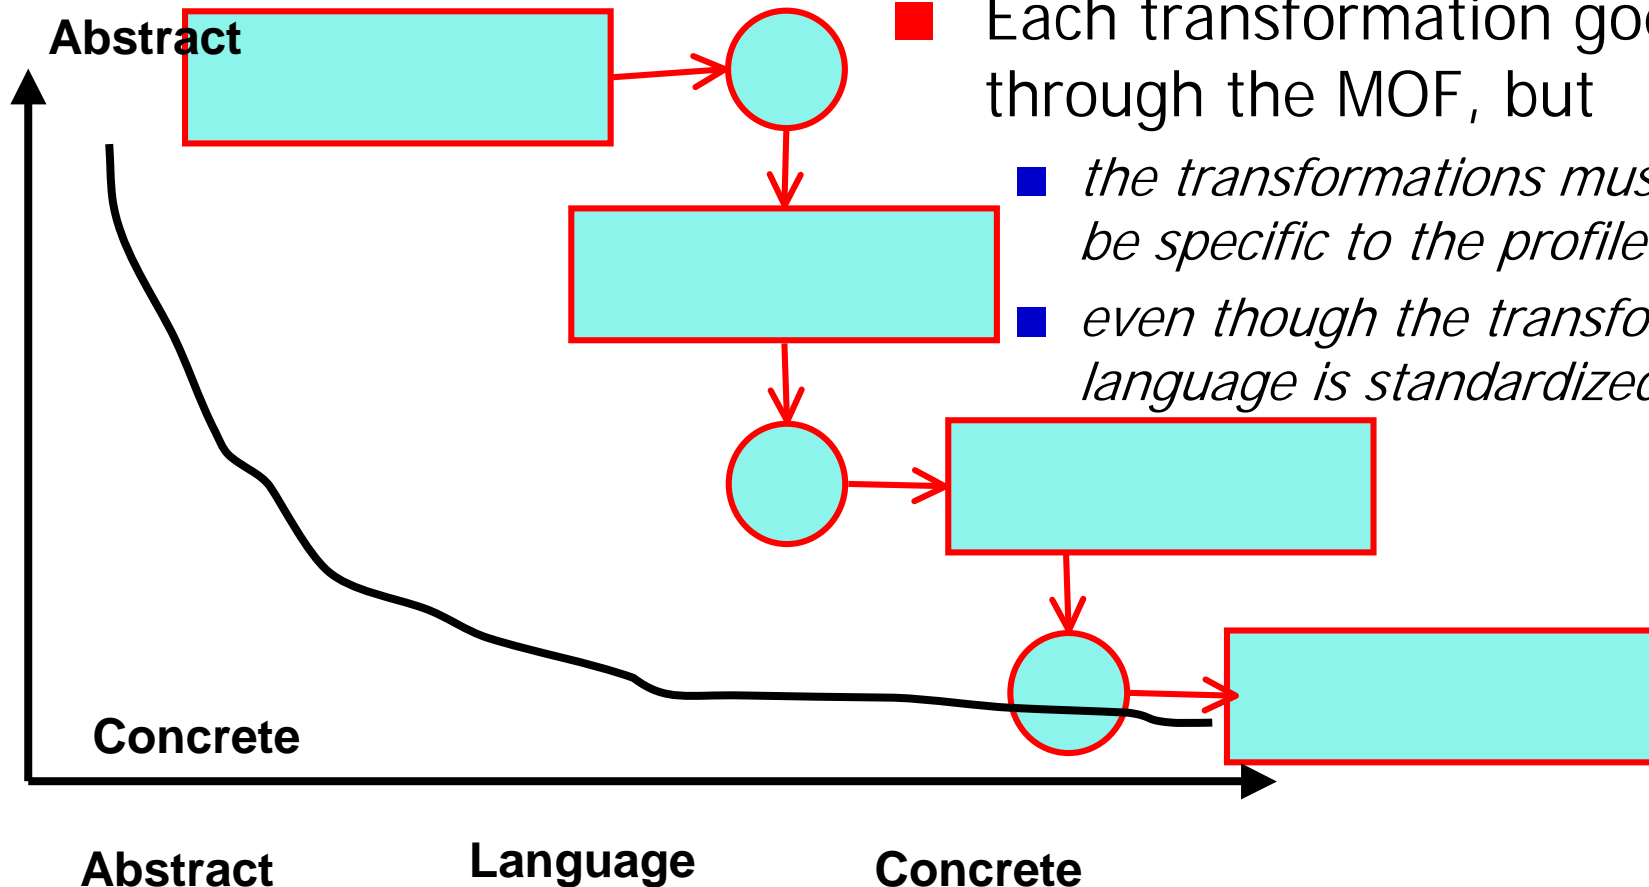 Abstract
Each transformation goe
through the MOF, but
the transformations mus
be specific to the profile
even though the transfo
language is standardized
Concrete
Abstract
Language
Concrete